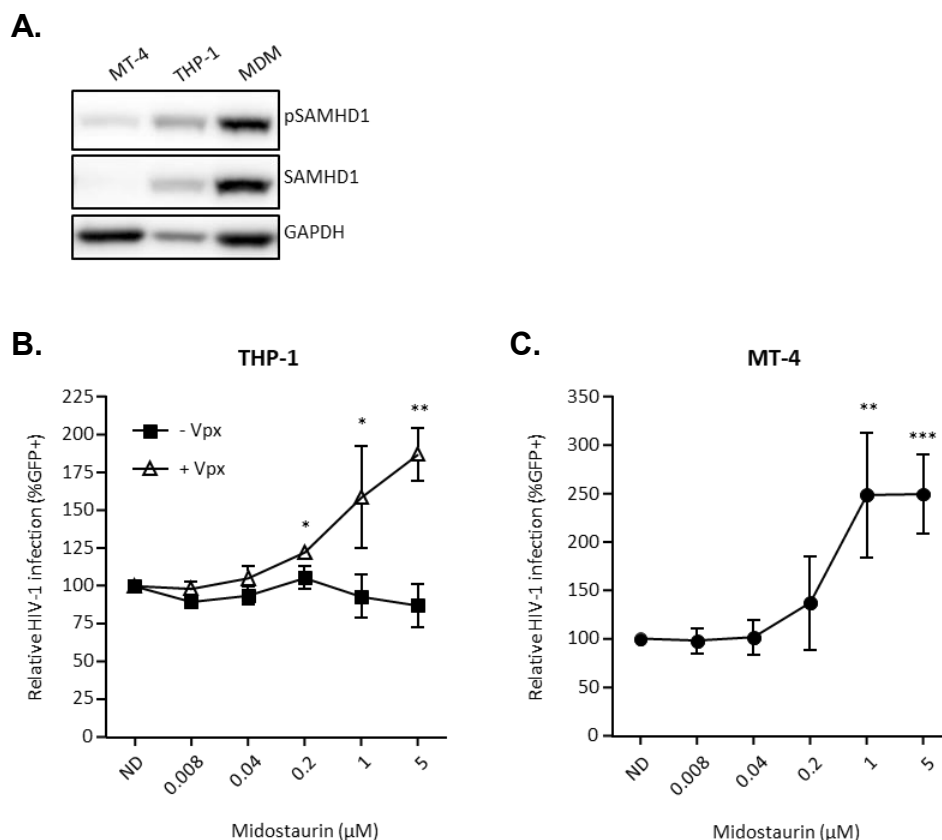 A.
MT-4 THP-1 MDM
pSAMHD1
SAMHD1
GAPDH
B.
THP-1
Relative HIV-1 infection (%GFP+)
225
200
175
150
125
100
75
50
25
0
- Vpx
+ Vpx
*
*
**
ND 0.008 0.04 0.2 1 5
Midostaurin (µM)
C.
MT-4
Relative HIV-1 infection (%GFP+)
350
300
250
200
150
100
50
0
**
***
ND 0.008 0.04 0.2 1 5
Midostaurin (µM)